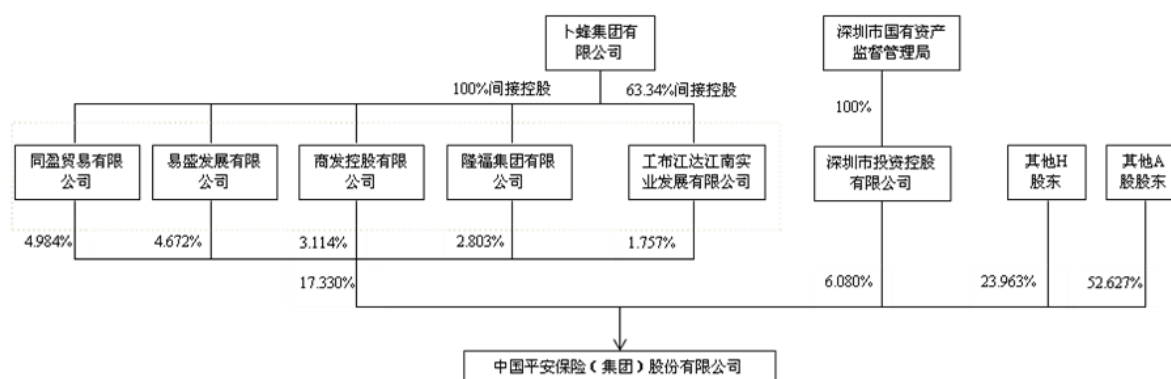 卜蜂集团有
限公司
深圳市国有资产
监督管理局
100%间接控股
63.34%间接控股
100%
同盈贸易有限
公司
易盛发展有限
公司
商发控股有限
公司
隆福集团有限
公司
工布江达江南实
业发展有限公司
深圳市投资控股
有限公司
其他H
股股东
其他A
股股东
4.984%
4.672%
3.114%
2.803%
1.757%
17.330%
6.080%
23.963%
52.627%
中国平安保险（集团）股份有限公司